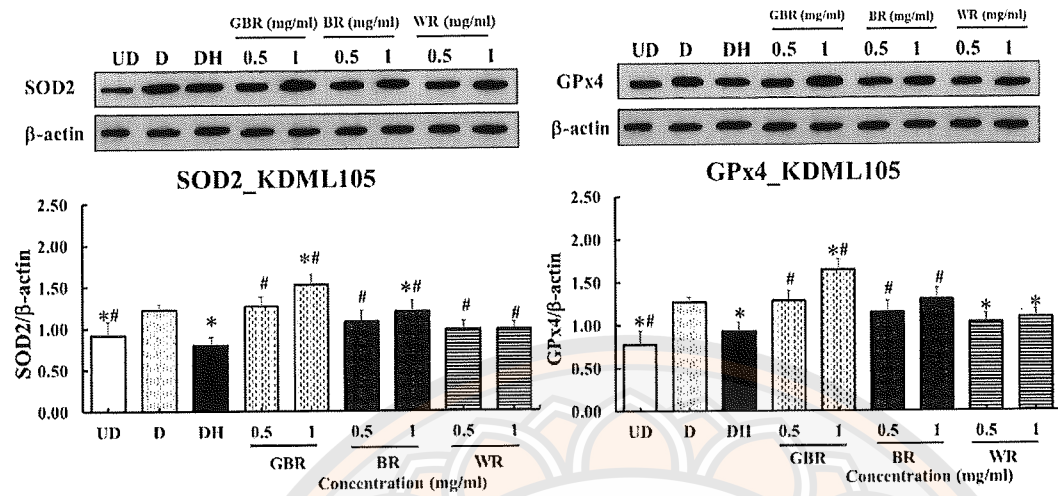 GBR (mg/ml) BR (mg/ml) WR (mg/ml)
UD D DH 0.5 1 0.5 1 0.5 1
SOD2
β-actin
SOD2_KDML105
2.50
2.00
1.50
1.00
0.50
0.00
SOD2/β-actin
*# * # *# # *# # #
UD D DH 0.5 1 0.5 1 0.5 1
GBR BR WR
Concentration (mg/ml)
GBR (mg/ml) BR (mg/ml) WR (mg/ml)
UD D DH 0.5 1 0.5 1 0.5 1
GPx4
β-actin
GPx4_KDML105
2.50
2.00
1.50
1.00
0.50
0.00
GPx4/β-actin
*# * # *# # # * *
UD D DH 0.5 1 0.5 1 0.5 1
GBR BR WR
Concentration (mg/ml)